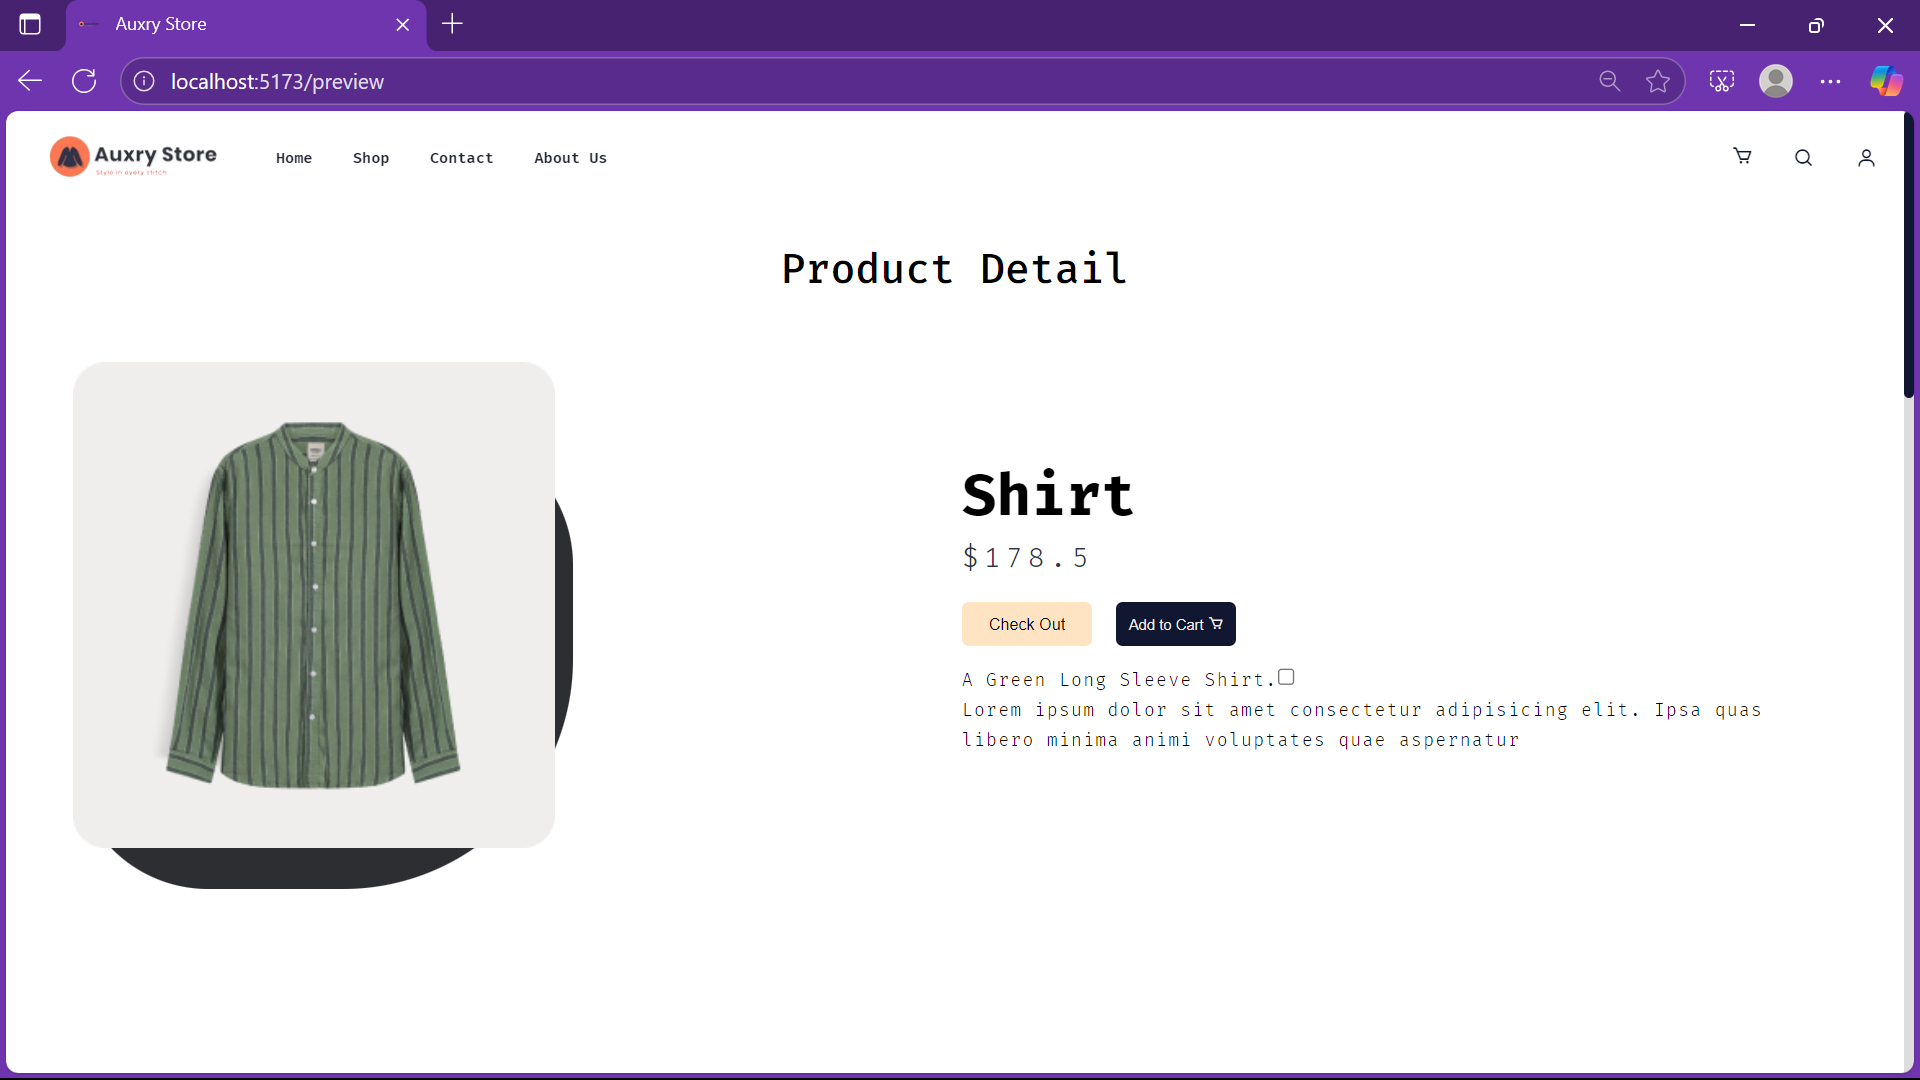 Auxry Store
localhost:5173/preview
Auxry Store
Style in every stitch
Home Shop Contact About Us
Product Detail
Shirt
$178.5
Check Out Add to Cart
A Green Long Sleeve Shirt.
Lorem ipsum dolor sit amet consectetur adipisicing elit. Ipsa quas
libero minima animi voluptates quae aspernatur